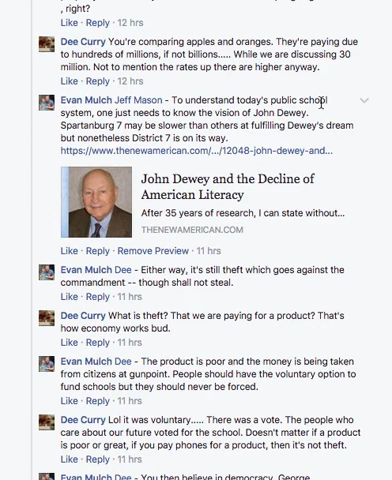 , right?
Like · Reply · 12 hrs
Dee Curry You're comparing apples and oranges. They're paying due
to hundreds of millions, if not billions..... While we are discussing 30
million. Not to mention the rates up there are higher anyway.
Like · Reply · 12 hrs
Evan Mulch Jeff Mason - To understand today's public school
system, one just needs to know the vision of John Dewey.
Spartanburg 7 may be slower than others at fulfilling Dewey's dream
but nonetheless District 7 is on its way.
https://www.thenewamerican.com/.../12048-john-dewey-and...
John Dewey and the Decline of
American Literacy
After 35 years of research, I can state without...
THENEWAMERICAN.COM
Like · Reply · Remove Preview · 11 hrs
Evan Mulch Dee - Either way, it's still theft which goes against the
commandment -- though shall not steal.
Like · Reply · 11 hrs
Dee Curry What is theft? That we are paying for a product? That's
how economy works bud.
Like · Reply · 11 hrs
Evan Mulch Dee - The product is poor and the money is being taken
from citizens at gunpoint. People should have the voluntary option to
fund schools but they should never be forced.
Like · Reply · 11 hrs
Dee Curry Lol it was voluntary..... There was a vote. The people who
care about our future voted for the school. Doesn't matter if a product
is poor or great, if you pay for a product, then it's not theft.
Like · Reply · 11 hrs
Evan Mulch Dee - You then believe in democracy. George